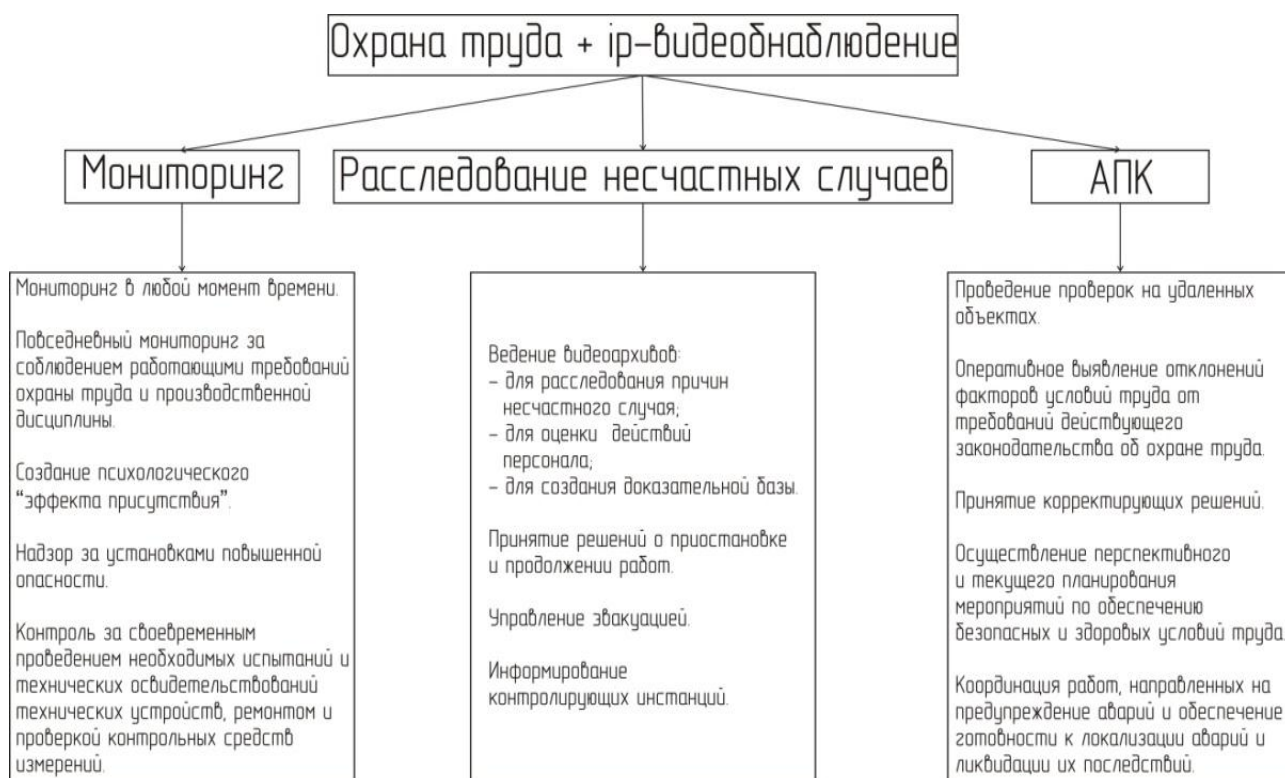 Охрана труда + ip-видеобнаблюдение
Мониторинг
Расследование несчастных случаев
АПК
Мониторинг в любой момент времени.
Повседневный мониторинг за
соблюдением работающими требований
охраны труда и производственной
дисциплины.
Создание психологического
“эффекта присутствия”.
Надзор за установками повышенной
опасности.
Контроль за своевременным
проведением необходимых испытаний и
технических освидетельствований
технических устройств, ремонтом и
проверкой контрольных средств
измерений.
Ведение видеоархивов:
– для расследования причин
несчастного случая;
– для оценки действий
персонала;
– для создания доказательной базы.
Принятие решений о приостановке
и продолжении работ.
Управление эвакуацией.
Информирование
контролирующих инстанций.
Проведение проверок на удаленных
объектах.
Оперативное выявление отклонений
факторов условий труда от
требований действующего
законодательства об охране труда.
Принятие корректирующих решений.
Осуществление перспективного
и текущего планирования
мероприятий по обеспечению
безопасных и здоровых условий труда.
Координация работ, направленных на
предупреждение аварий и обеспечение
готовности к локализации аварий и
ликвидации их последствий.